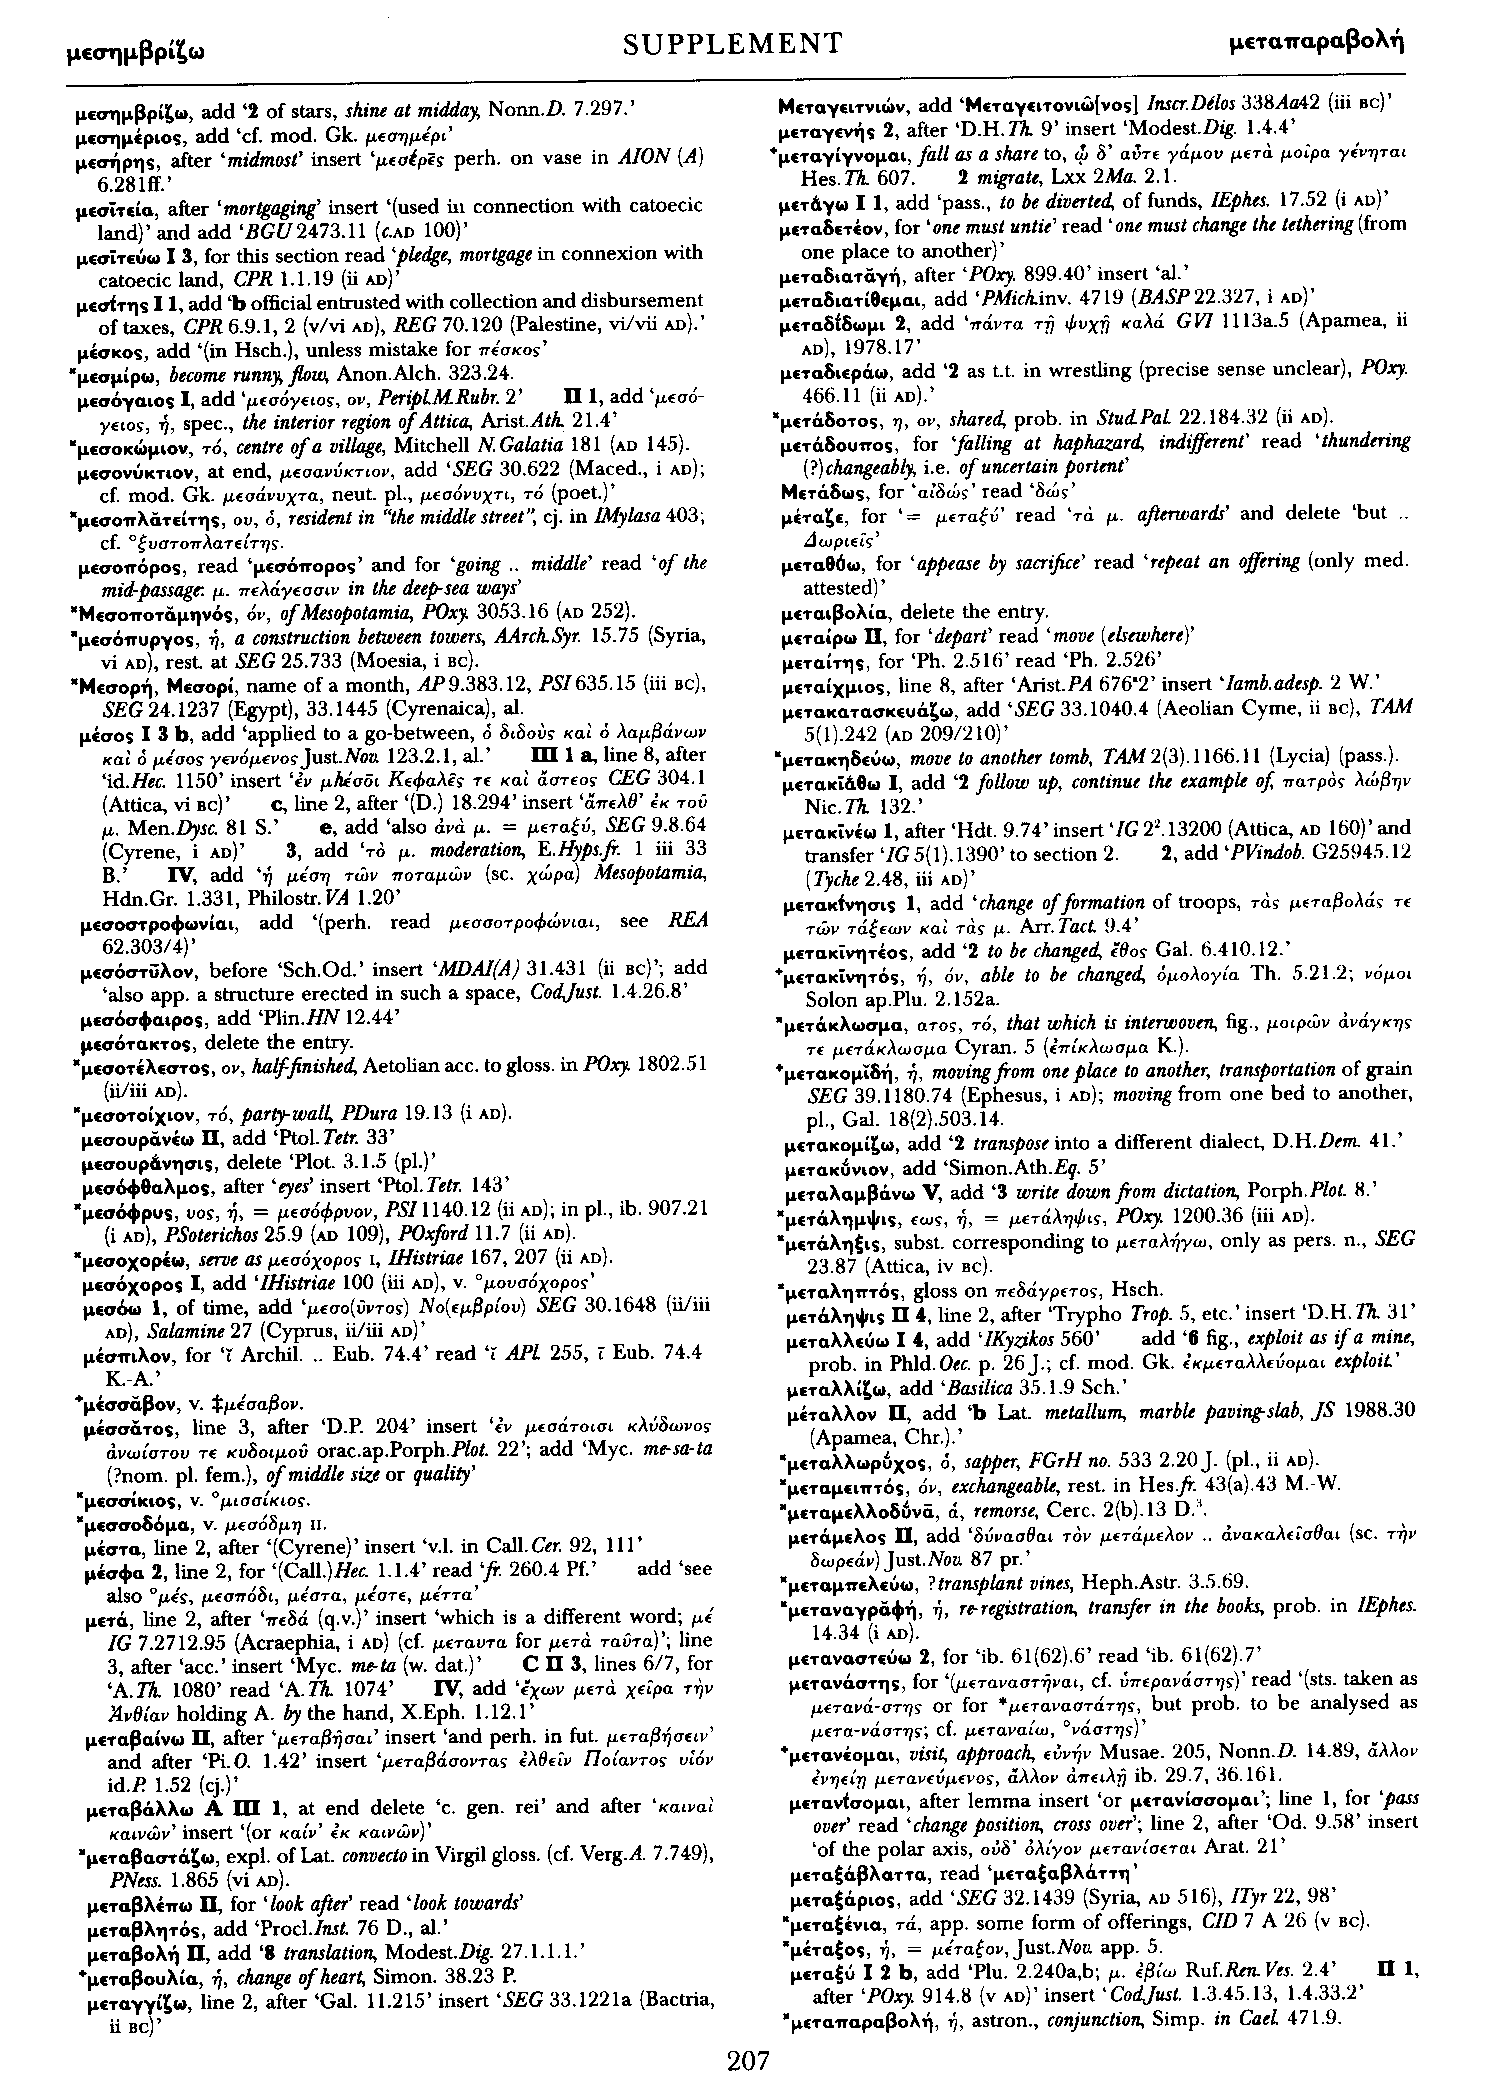 μεσημβρίζω
SUPPLEMENT
μεταπαραβολή
μεσημβρίζω, add ‘2 of stars, shine at midday, Nonn.D. 7.297.’
μεσημέριος, add ‘cf. mod. Gk. μεσημέρι’
μεσήρης, after ‘midmost’ insert ‘μεσέρε̄ς perh. on vase in AION (A)
6.281ff.’
μεσῑτεία, after ‘mortgaging’ insert ‘(used in connection with catoecic
land)’ and add ‘BGU 2473.11 (c.AD 100)’
μεσῑτεύω I 3, for this section read ‘pledge, mortgage in connexion with
catoecic land, CPR 1.1.19 (ii AD)’
μεσίτης I 1, add ‘b official entrusted with collection and disbursement
of taxes, CPR 6.9.1, 2 (v/vi AD), REG 70.120 (Palestine, vi/vii AD).’
μέσκος, add ‘(in Hsch.), unless mistake for πέσκος’
*μεσμίρω, become runny, flow, Anon.Alch. 323.24.
μεσόγαιος I, add ‘μεσόγειος, ον, Peripl.M.Rubr. 2’ II 1, add ‘μεσό-
γειος, ἡ, spec., the interior region of Attica, Arist.Ath. 21.4’
*μεσοκώμιον, τό, centre of a village, Mitchell N.Galatia 181 (AD 145).
μεσονύκτιον, at end, μεσανύκτιον, add ‘SEG 30.622 (Maced., i AD);
cf. mod. Gk. μεσάνυχτα, neut. pl., μεσόνυχτι, τό (poet.)’
*μεσοπλᾰτείτης, ου, ὁ, resident in “the middle street”, cj. in IMylasa 403;
cf. °ξυστοπλατείτης.
μεσοπόρος, read ‘μεσόπορος’ and for ‘going .. middle’ read ‘of the
mid-passage: μ. πελάγεσσιν in the deep-sea ways’
*Μεσοποτᾰμηνός, όν, of Mesopotamia, POxy. 3053.16 (AD 252).
*μεσόπυργος, ἡ, a construction between towers, AArch.Syr. 15.75 (Syria,
vi AD), rest. at SEG 25.733 (Moesia, i BC).
*Μεσορή, Μεσορί, name of a month, AP 9.383.12, PSI 635.15 (iii BC),
SEG 24.1237 (Egypt), 33.1445 (Cyrenaica), al.
μέσος I 3 b, add ‘applied to a go-between, ὁ διδοὺς καὶ ὁ λαμβάνων
καὶ ὁ μέσος γενόμενος Just.Nov. 123.2.1, al.’ III 1 a, line 8, after
‘id.Hec. 1150’ insert ‘ἐν μhέσο̄ι Κεφαλε̄ς τε καὶ ἄστεος CEG 304.1
(Attica, vi BC)’ c, line 2, after ‘(D.) 18.294’ insert ‘ἄπελθ’ ἐκ τοῦ
μ. Men.Dysc. 81 S.’ e, add ‘also ἀνὰ μ. = μεταξύ, SEG 9.8.64
(Cyrene, i AD)’ 3, add ‘τὸ μ. moderation, E.Hyps.fr. 1 iii 33
B.’ IV, add ‘ἡ μέση τῶν ποταμῶν (sc. χώρα) Mesopotamia,
Hdn.Gr. 1.331, Philostr.VA 1.20’
μεσοστροφωνίαι, add ‘(perh. read μεσσοτροφώνιαι, see REA
62.303/4)’
μεσόστῡλον, before ‘Sch.Od.’ insert ‘MDAI(A) 31.431 (ii BC)’; add
‘also app. a structure erected in such a space, Cod.Just. 1.4.26.8’
μεσόσφαιρος, add ‘Plin.HN 12.44’
μεσότακτος, delete the entry.
*μεσοτέλεστος, ον, half-finished, Aetolian acc. to gloss. in POxy. 1802.51
(ii/iii AD).
*μεσοτοίχιον, τό, party-wall, PDura 19.13 (i AD).
μεσουρᾰνέω II, add ‘Ptol.Tetr. 33’
μεσουράνησις, delete ‘Plot. 3.1.5 (pl.)’
μεσόφθαλμος, after ‘eyes’ insert ‘Ptol.Tetr. 143’
*μεσόφρυς, υος, ἡ, = μεσόφρυον, PSI 1140.12 (ii AD); in pl., ib. 907.21
(i AD), PSoterichos 25.9 (AD 109), POxford 11.7 (ii AD).
*μεσοχορέω, serve as μεσόχορος I, IHistriae 167, 207 (ii AD).
μεσόχορος I, add ‘IHistriae 100 (iii AD), v. °μουσόχορος’
μεσόω 1, of time, add ‘μεσο(ῦντος) Νο(εμβρίου) SEG 30.1648 (ii/iii
AD), Salamine 27 (Cyprus, ii/iii AD)’
μέσπιλον, for ‘ῐ Archil. .. Eub. 74.4’ read ‘ῐ APl. 255, ῑ Eub. 74.4
K.-A.’
+μέσσᾰβον, v. ‡μέσαβον.
μέσσᾰτος, line 3, after ‘D.P. 204’ insert ‘ἐν μεσάτοισι κλύδωνος
ἀνωίστου τε κυδοιμοῦ orac.ap.Porph.Plot. 22’; add ‘Myc. me-sa-ta
(?nom. pl. fem.), of middle size or quality’
*μεσσίκιος, v. °μισσίκιος.
*μεσσοδόμα, v. μεσόδμη II.
μέστα, line 2, after ‘(Cyrene)’ insert ‘v.l. in Call.Cer. 92, 111’
μέσφα 2, line 2, for ‘(Call.)Hec. 1.1.4’ read ‘fr. 260.4 Pf.’ add ‘see
also °μές, μεσπόδι, μέστα, μέστε, μέττα’
μετά, line 2, after ‘πεδά (q.v.)’ insert ‘which is a different word; μέ
IG 7.2712.95 (Acraephia, i AD) (cf. μεταυτα for μετὰ ταῦτα)’; line
3, after ‘acc.’ insert ‘Myc. me-ta (w. dat.)’ C II 3, lines 6/7, for
‘A.Th. 1080’ read ‘A.Th. 1074’ IV, add ‘ἔχων μετὰ χεῖρα τὴν
Ἀνθίαν holding A. by the hand, X.Eph. 1.12.1’
μεταβαίνω II, after ‘μεταβῆσαι’ insert ‘and perh. in fut. μεταβήσειν’
and after ‘Pi.O. 1.42’ insert ‘μεταβάσοντας ἐλθεῖν Ποίαντος υἱόν
id.P. 1.52 (cj.)’
μεταβάλλω A III 1, at end delete ‘c. gen. rei’ and after ‘καιναὶ
καινῶν’ insert ‘(or καίν’ ἐκ καινῶν)’
*μεταβαστάζω, expl. of Lat. convecto in Virgil gloss. (cf. Verg.A. 7.749),
PNess. 1.865 (vi AD).
μεταβλέπω II, for ‘look after’ read ‘look towards’
μεταβλητός, add ‘Procl.Inst. 76 D., al.’
μεταβολή II, add ‘8 translation, Modest.Dig. 27.1.1.1.’
+μεταβουλία, ἡ, change of heart, Simon. 38.23 P.
μεταγγίζω, line 2, after ‘Gal. 11.215’ insert ‘SEG 33.1221a (Bactria,
ii BC)’
Μεταγειτνιών, add ‘Μεταγειτονιῶ[νος] Inscr.Délos 338Aa42 (iii BC)’
μεταγενής 2, after ‘D.H.Th. 9’ insert ‘Modest.Dig. 1.4.4’
+μεταγίγνομαι, fall as a share to, ᾧ δ’ αὖτε γάμου μετὰ μοῖρα γένηται
Hes.Th. 607. 2 migrate, Lxx 2Ma. 2.1.
μετάγω I 1, add ‘pass., to be diverted, of funds, IEphes. 17.52 (i AD)’
μεταδετέον, for ‘one must untie’ read ‘one must change the tethering (from
one place to another)’
μεταδιατᾰγή, after ‘POxy. 899.40’ insert ‘al.’
μεταδιατίθεμαι, add ‘PMich.inv. 4719 (BASP 22.327, i AD)’
μεταδίδωμι 2, add ‘πάντα τῇ ψυχῇ καλά GVI 1113a.5 (Apamea, ii
AD), 1978.17’
μεταδιεράω, add ‘2 as t.t. in wrestling (precise sense unclear), POxy.
466.11 (ii AD).’
*μετάδοτος, η, ον, shared, prob. in Stud.Pal. 22.184.32 (ii AD).
μετάδουπος, for ‘falling at haphazard, indifferent’ read ‘thundering
(?)changeably, i.e. of uncertain portent’
Μετάδως, for ‘αἰδώς’ read ‘δώς’
μέταζε, for ‘= μεταξύ’ read ‘τὰ μ. afterwards’ and delete ‘but ..
Δωριεῖς’
μεταθύω, for ‘appease by sacrifice’ read ‘repeat an offering (only med.
attested)’
μεταιβολία, delete the entry.
μεταίρω II, for ‘depart’ read ‘move (elsewhere)’
μεταίτης, for ‘Ph. 2.516’ read ‘Ph. 2.526’
μεταίχμιος, line 8, after ‘Arist.PA 676ᵃ2’ insert ‘Iamb.adesp. 2 W.’
μετακατασκευάζω, add ‘SEG 33.1040.4 (Aeolian Cyme, ii BC), TAM
5(1).242 (AD 209/210)’
*μετακηδεύω, move to another tomb, TAM 2(3).1166.11 (Lycia) (pass.).
μετακῐάθω I, add ‘2 follow up, continue the example of, πατρὸς λώβην
Nic.Th. 132.’
μετακῑνέω 1, after ‘Hdt. 9.74’ insert ‘IG 2².13200 (Attica, AD 160)’ and
transfer ‘IG 5(1).1390’ to section 2. 2, add ‘PVindob. G25945.12
(Tyche 2.48, iii AD)’
μετακίνησις 1, add ‘change of formation of troops, τὰς μεταβολάς τε
τῶν τάξεων καὶ τὰς μ. Arr.Tact. 9.4’
μετακῑνητέος, add ‘2 to be changed, ἔθος Gal. 6.410.12.’
+μετακῑνητός, ή, όν, able to be changed, ὁμολογία Th. 5.21.2; νόμοι
Solon ap.Plu. 2.152a.
*μετάκλωσμα, ατος, τό, that which is interwoven, fig., μοιρῶν ἀνάγκης
τε μετάκλωσμα Cyran. 5 (ἐπίκλωσμα K.).
+μετακομῐδή, ἡ, moving from one place to another, transportation of grain
SEG 39.1180.74 (Ephesus, i AD); moving from one bed to another,
pl., Gal. 18(2).503.14.
μετακομίζω, add ‘2 transpose into a different dialect, D.H.Dem. 41.’
μετακύνιον, add ‘Simon.Ath.Eq. 5’
μεταλαμβάνω V, add ‘3 write down from dictation, Porph.Plot. 8.’
*μετάλημψις, εως, ἡ, = μετάληψις, POxy. 1200.36 (iii AD).
*μετάληξις, subst. corresponding to μεταλήγω, only as pers. n., SEG
23.87 (Attica, iv BC).
*μεταληπτός, gloss on πεδάγρετος, Hsch.
μετάληψις II 4, line 2, after ‘Trypho Trop. 5, etc.’ insert ‘D.H.Th. 31’
μεταλλεύω I 4, add ‘IKyzikos 560’ add ‘6 fig., exploit as if a mine,
prob. in Phld.Oec. p. 26 J.; cf. mod. Gk. ἐκμεταλλεύομαι exploit.’
μεταλλίζω, add ‘Basilica 35.1.9 Sch.’
μέταλλον II, add ‘b Lat. metallum, marble paving-slab, JS 1988.30
(Apamea, Chr.).’
*μεταλλωρύχος, ὁ, sapper, FGrH no. 533 2.20 J. (pl., ii AD).
*μεταμειπτός, όν, exchangeable, rest. in Hes.fr. 43(a).43 M.-W.
*μεταμελλοδύνᾱ, ἁ, remorse, Cerc. 2(b).13 D.³.
μετάμελος II, add ‘δύνασθαι τὸν μετάμελον .. ἀνακαλεῖσθαι (sc. τὴν
δωρεάν) Just.Nov. 87 pr.’
*μεταμπελεύω, ?transplant vines, Heph.Astr. 3.5.69.
*μεταναγρᾰφή, ἡ, re-registration, transfer in the books, prob. in IEphes.
14.34 (i AD).
μεταναστεύω 2, for ‘ib. 61(62).6’ read ‘ib. 61(62).7’
μετανάστης, for ‘(μεταναστῆναι, cf. ὑπερανάστης)’ read ‘(sts. taken as
μετανά-στης or for *μεταναστάτης, but prob. to be analysed as
μετα-νάστης; cf. μεταναίω, °νάστης)’
+μετανέομαι, visit, approach, εὐνήν Musae. 205, Nonn.D. 14.89, ἄλλον
ἐνηείῃ μετανεύμενος, ἄλλον ἀπειλῇ ib. 29.7, 36.161.
μετανίσομαι, after lemma insert ‘or μετανίσσομαι’; line 1, for ‘pass
over’ read ‘change position, cross over’; line 2, after ‘Od. 9.58’ insert
‘of the polar axis, οὐδ’ ὀλίγον μετανίσεται Arat. 21’
μεταξάβλαττα, read ‘μεταξαβλάττη’
μεταξάριος, add ‘SEG 32.1439 (Syria, AD 516), ITyr 22, 98’
*μεταξένια, τά, app. some form of offerings, CID 7 A 26 (v BC).
*μέταξος, ἡ, = μέταξον, Just.Nov. app. 5.
μεταξύ I 2 b, add ‘Plu. 2.240a,b; μ. ἐβίω Ruf.Ren.Ves. 2.4’ II 1,
after ‘POxy. 914.8 (v AD)’ insert ‘Cod.Just. 1.3.45.13, 1.4.33.2’
*μεταπαραβολή, ἡ, astron., conjunction, Simp. in Cael. 471.9.
207